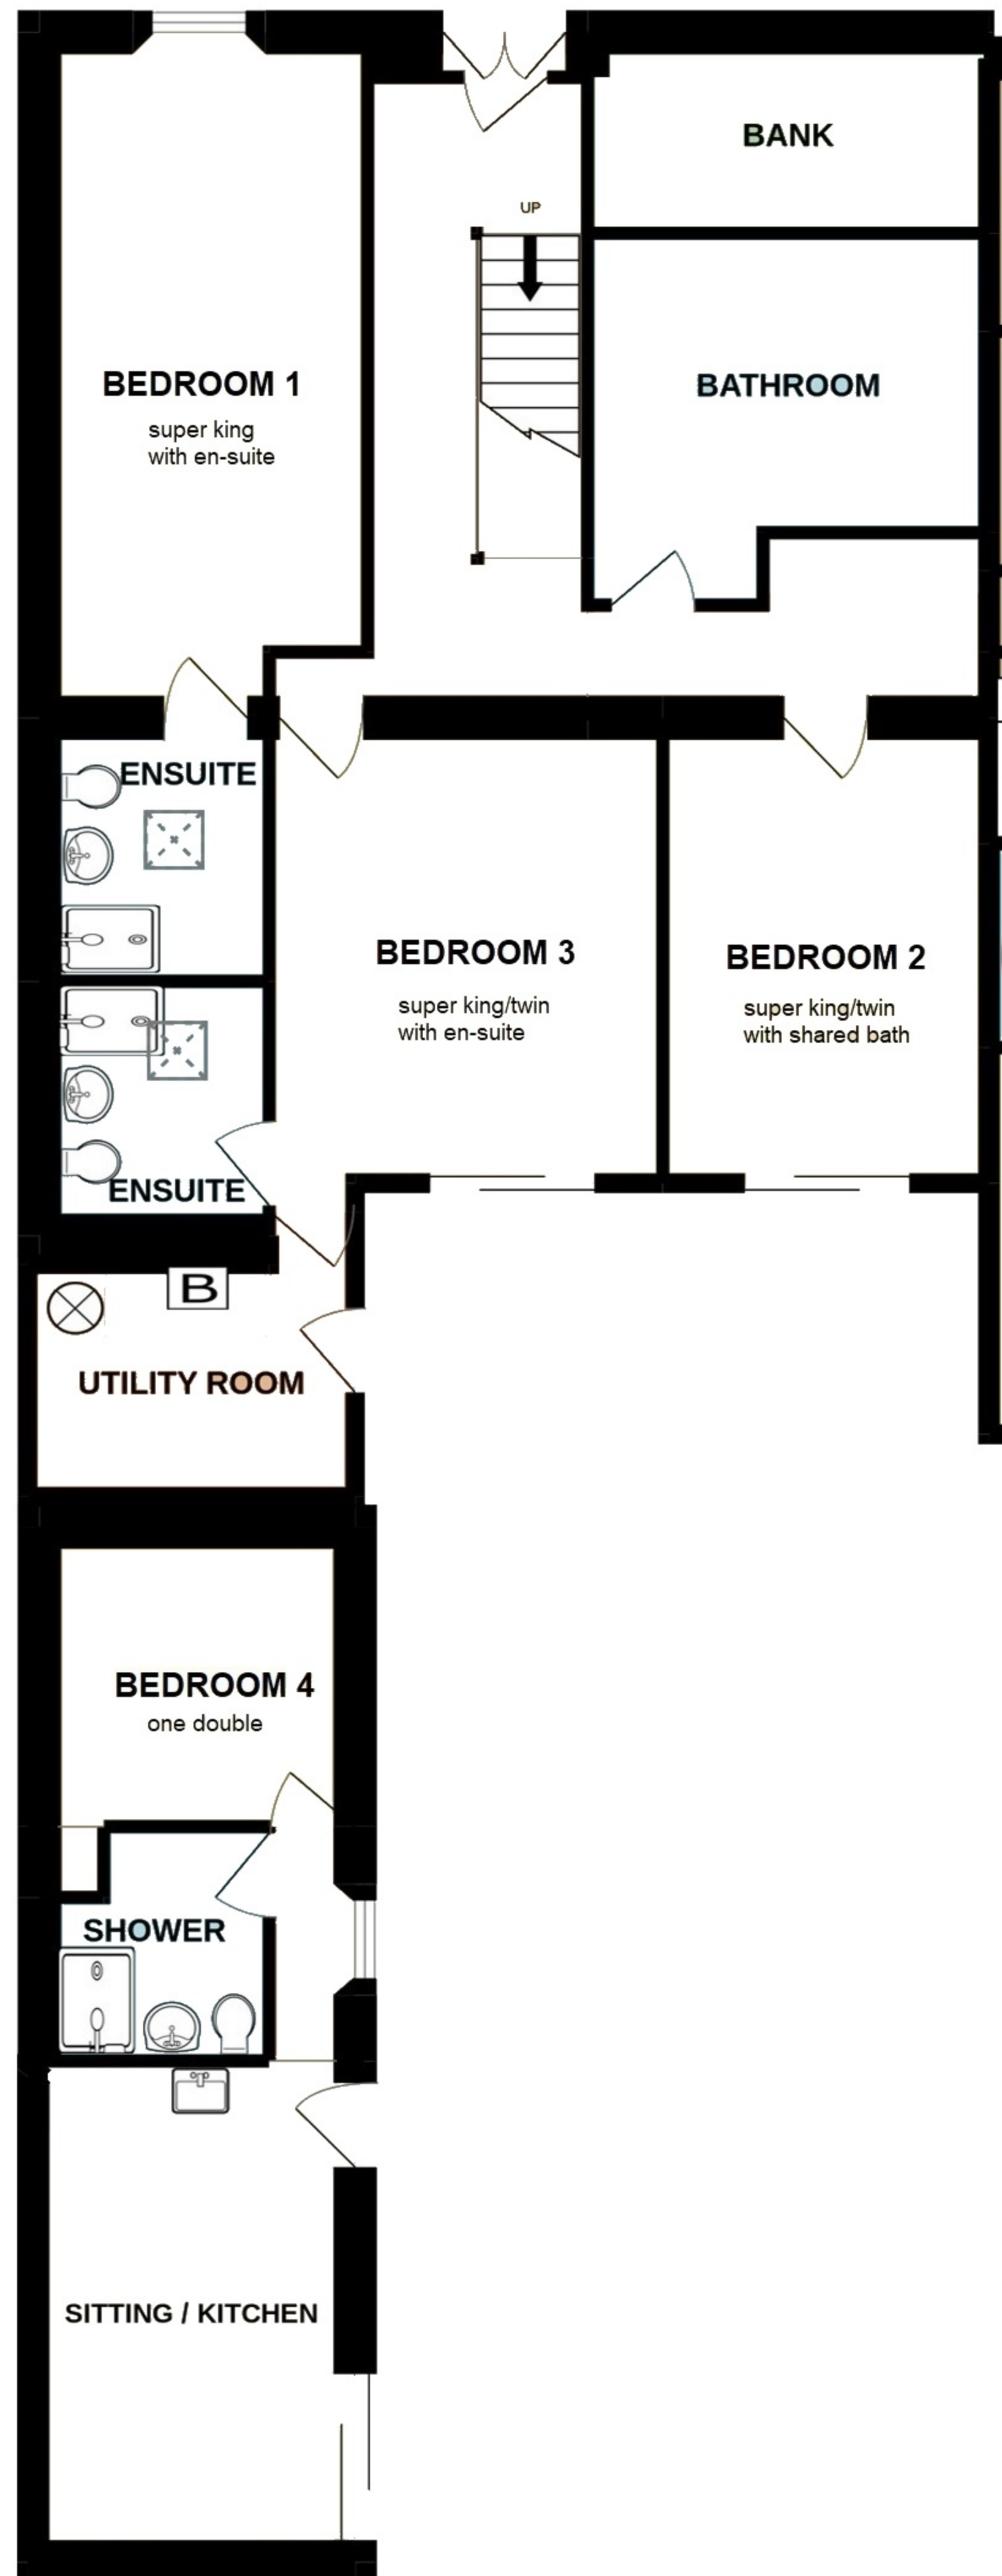 BANK
UP
BEDROOM 1
super king
with en-suite
BATHROOM
ENSUITE
BEDROOM 3
super king/twin
with en-suite
BEDROOM 2
super king/twin
with shared bath
ENSUITE
B
UTILITY ROOM
BEDROOM 4
one double
SHOWER
SITTING / KITCHEN